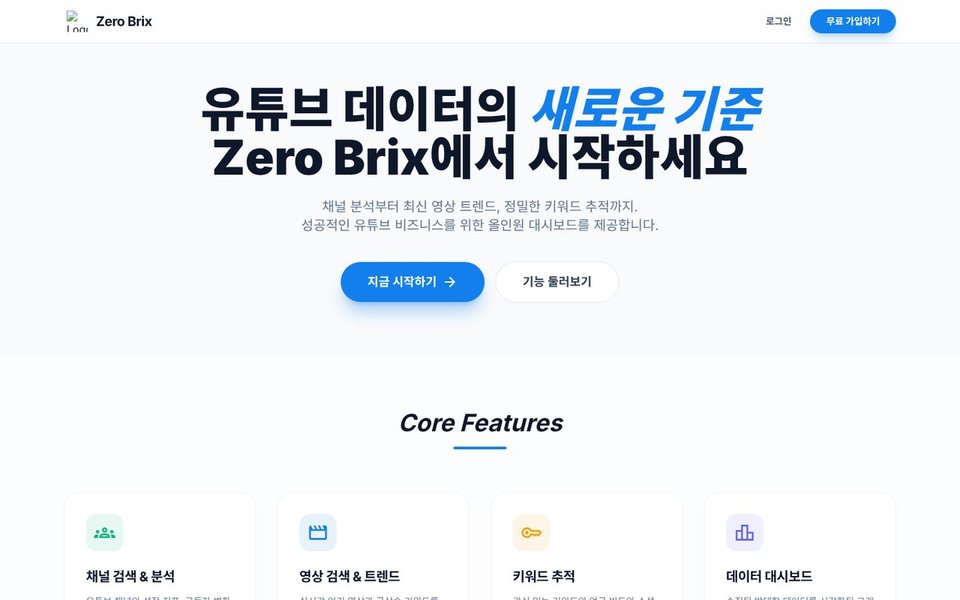 Zero Brix
로그인
무료 가입하기
유튜브 데이터의 새로운 기준
Zero Brix에서 시작하세요
채널 분석부터 최신 영상 트렌드, 정밀한 키워드 추적까지.
성공적인 유튜브 비즈니스를 위한 올인원 대시보드를 제공합니다.
지금 시작하기 →
기능 둘러보기
Core Features
채널 검색 & 분석
영상 검색 & 트렌드
키워드 추적
데이터 대시보드